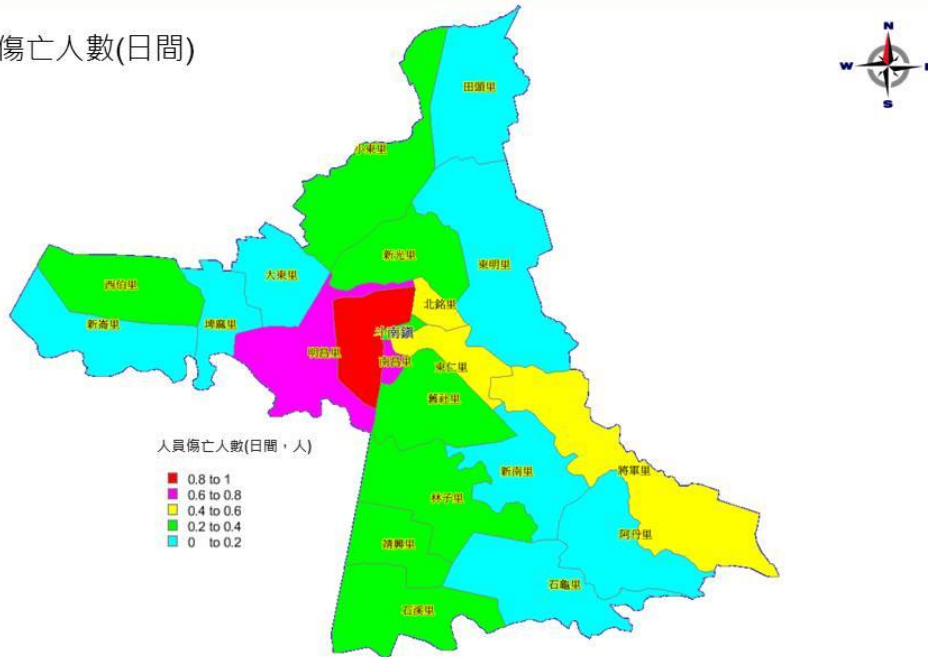 傷亡人數(日間)
N
W
E
S
田頭里
小東里
新光里
東明里
大東里
西伯里
新崙里
埤麻里
北銘里
斗南鎮
明昌里
南昌里
東仁里
舊社里
新南里
將軍里
林子里
阿丹里
靖興里
石龜里
石溪里
人員傷亡人數(日間,人)
0.8 to 1
0.6 to 0.8
0.4 to 0.6
0.2 to 0.4
0 to 0.2